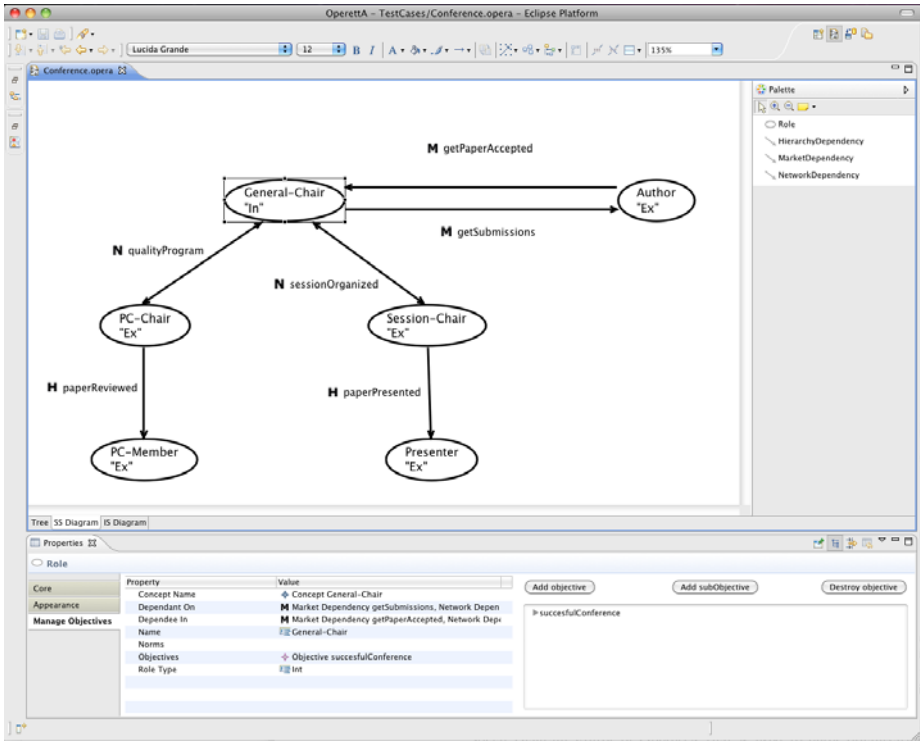 OperettA – TestCases/Conference.opera – Eclipse Platform
Lucida Grande 12 B I A 135%
Conference.opera
Palette
Role
HierarchyDependency
MarketDependency
NetworkDependency
M getPaperAccepted
General-Chair
"In"
Author
"Ex"
M getSubmissions
N qualityProgram
N sessionOrganized
PC-Chair
"Ex"
Session-Chair
"Ex"
H paperReviewed
H paperPresented
PC-Member
"Ex"
Presenter
"Ex"
Tree SS Diagram IS Diagram
Properties
Role
Core
Appearance
Manage Objectives
Property Value
Concept Name Concept General-Chair
Dependant On M Market Dependency getSubmissions, Network Depen
Dependee In M Market Dependency getPaperAccepted, Network Depe
Name General-Chair
Norms
Objectives Objective succesfulConference
Role Type Int
Add objective Add subObjective Destroy objective
succesfulConference